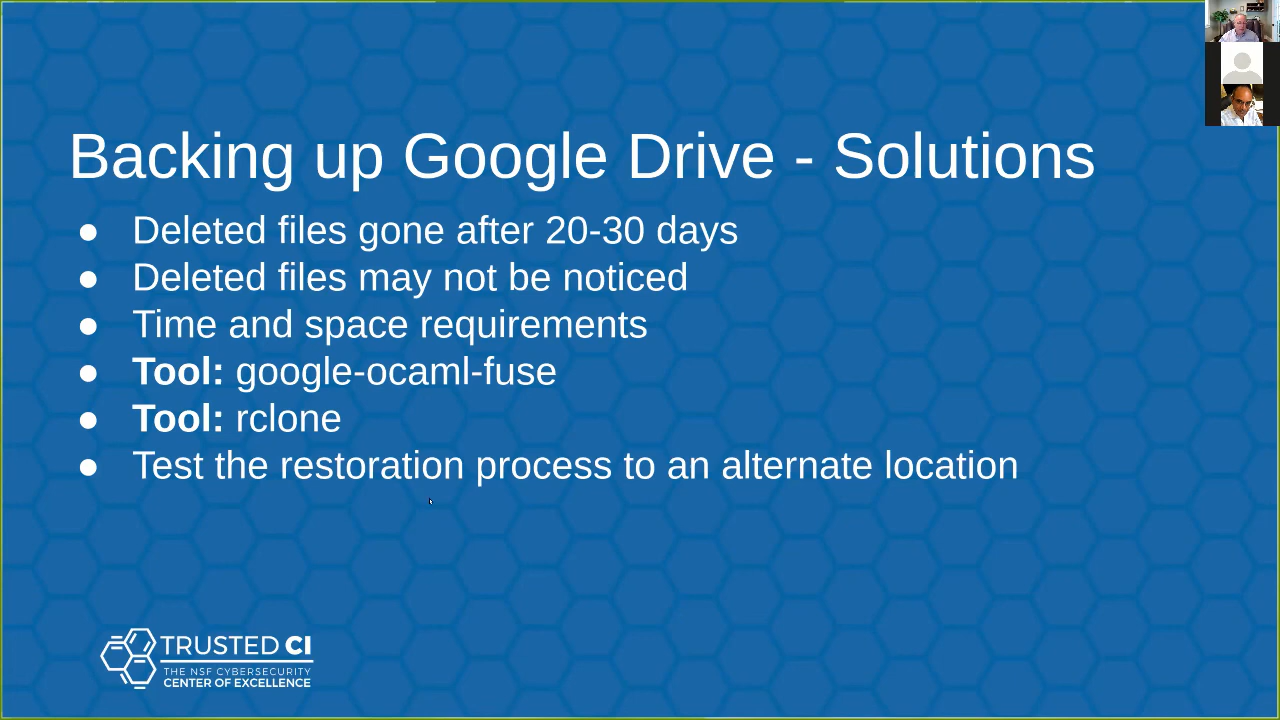 Backing up Google Drive - Solutions
● Deleted files gone after 20-30 days
● Deleted files may not be noticed
● Time and space requirements
● Tool: google-ocaml-fuse
● Tool: rclone
● Test the restoration process to an alternate location
TRUSTED CI
THE NSF CYBERSECURITY
CENTER OF EXCELLENCE